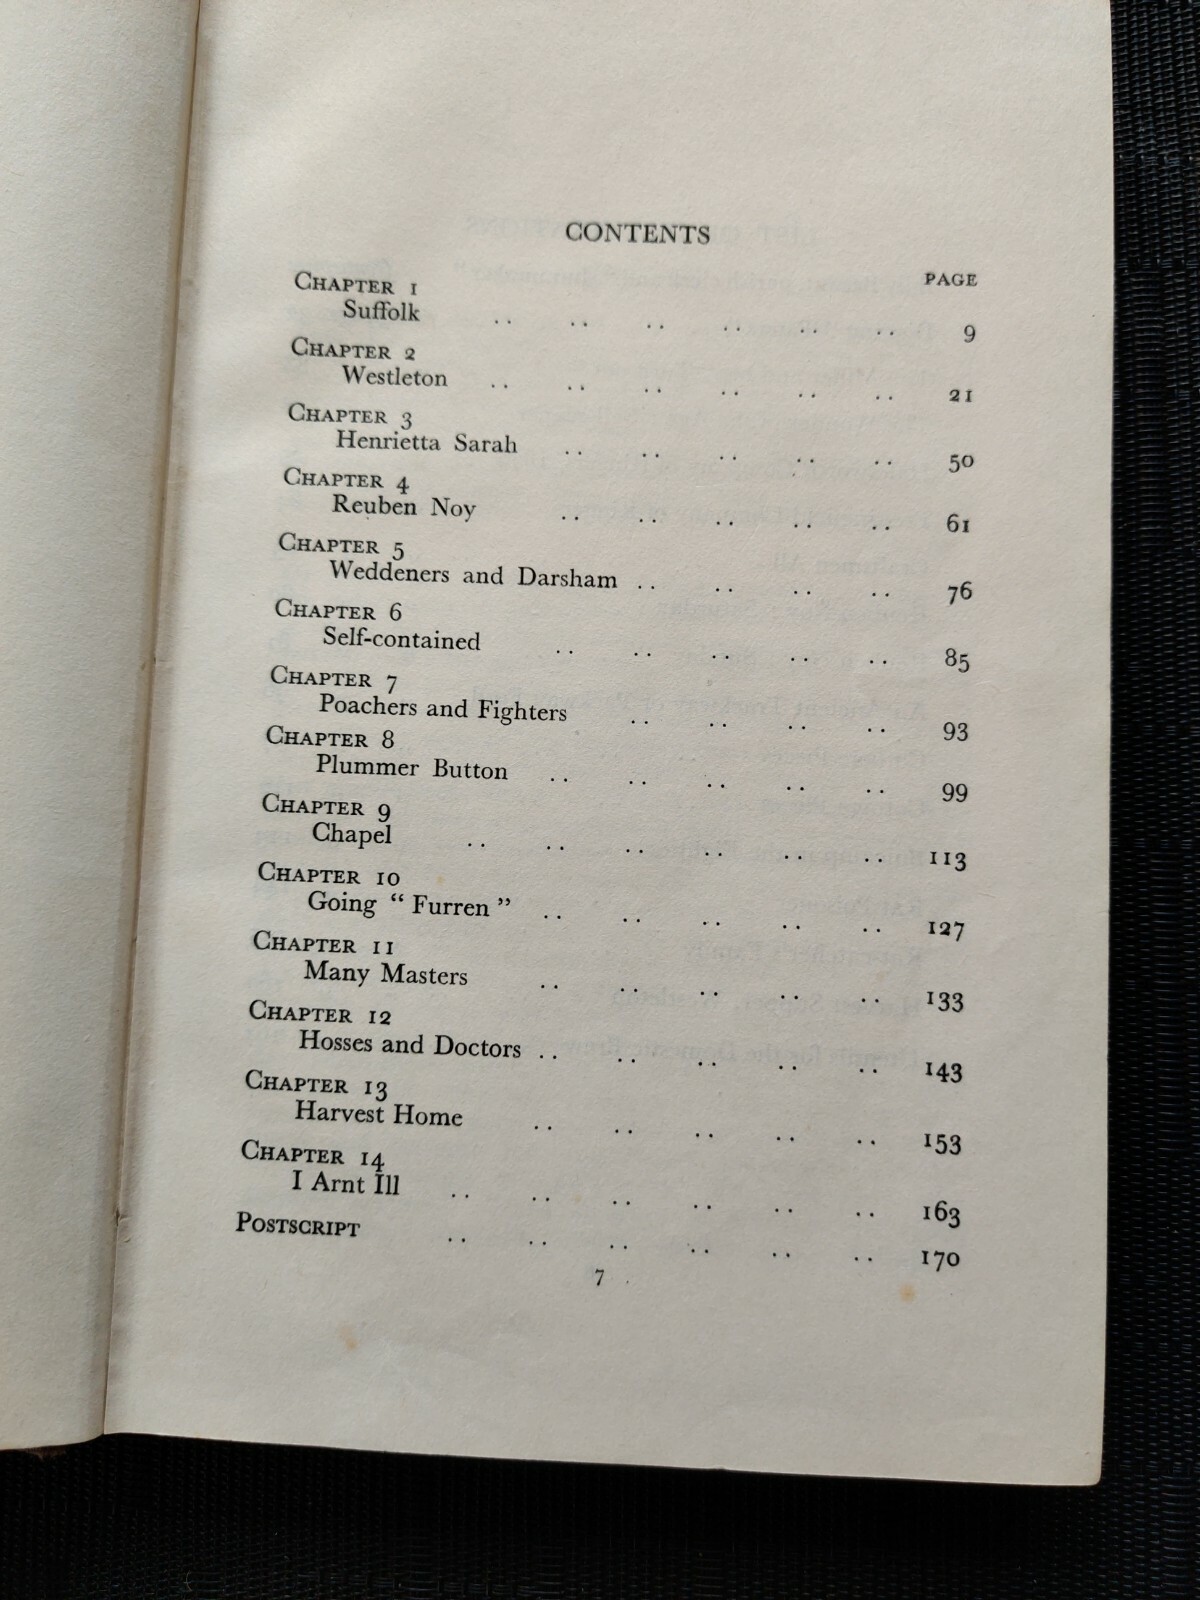 CONTENTS
PAGE
CHAPTER 1
Suffolk .. .. .. .. .. .. 9
CHAPTER 2
Westleton .. .. .. .. .. .. 21
CHAPTER 3
Henrietta Sarah .. .. .. .. .. 50
CHAPTER 4
Reuben Noy .. .. .. .. .. 61
CHAPTER 5
Weddeners and Darsham .. .. .. .. 76
CHAPTER 6
Self-contained .. .. .. .. .. 85
CHAPTER 7
Poachers and Fighters .. .. .. .. 93
CHAPTER 8
Plummer Button .. .. .. .. .. 99
CHAPTER 9
Chapel .. .. .. .. .. .. 113
CHAPTER 10
Going “ Furren ” .. .. .. .. .. 127
CHAPTER 11
Many Masters .. .. .. .. .. 133
CHAPTER 12
Hosses and Doctors .. .. .. .. .. 143
CHAPTER 13
Harvest Home .. .. .. .. .. 153
CHAPTER 14
I Arnt Ill .. .. .. .. .. .. 163
POSTSCRIPT .. .. .. .. .. .. 170
7